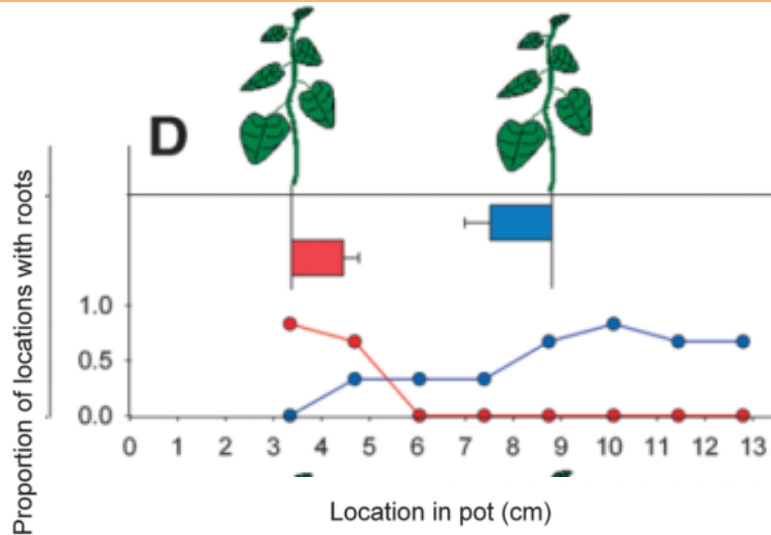 D
Proportion of locations with roots
1.0
0.5
0.0
0 1 2 3 4 5 6 7 8 9 10 11 12 13
Location in pot (cm)